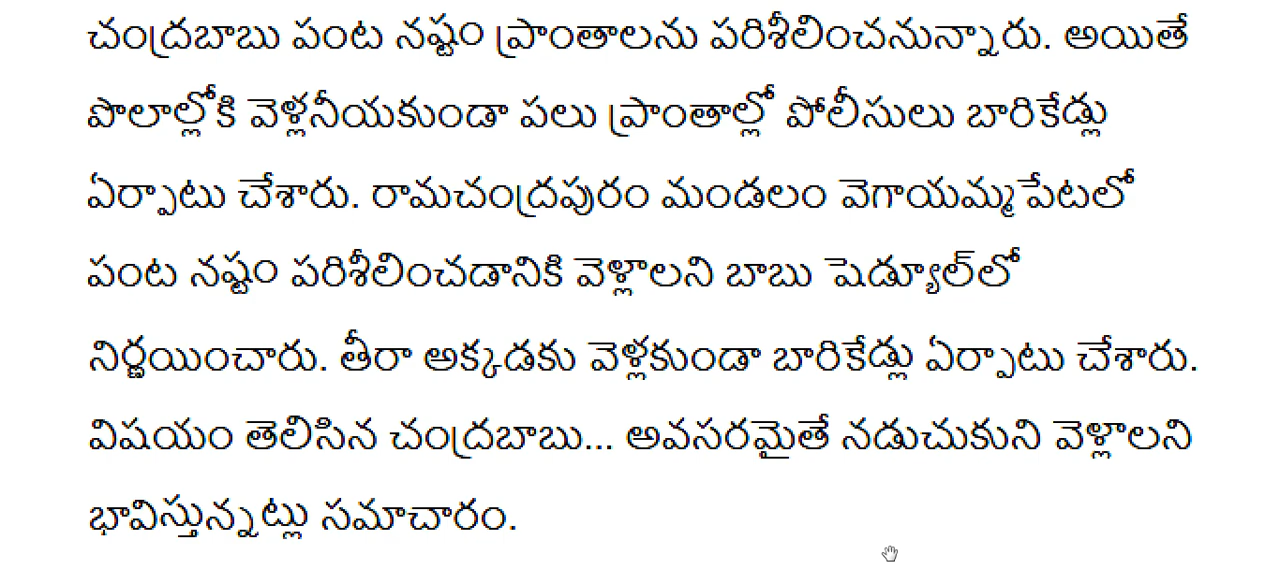 చంద్రబాబు పంట నష్టం ప్రాంతాలను పరిశీలించనున్నారు. అయితే
పొలాల్లోకి వెళ్లనీయకుండా పలు ప్రాంతాల్లో పోలీసులు బారికేడ్లు
ఏర్పాటు చేశారు. రామచంద్రపురం మండలం వెగాయమ్మపేటలో
పంట నష్టం పరిశీలించడానికి వెళ్లాలని బాబు షెడ్యూల్‌లో
నిర్ణయించారు. తీరా అక్కడకు వెళ్లకుండా బారికేడ్లు ఏర్పాటు చేశారు.
విషయం తెలిసిన చంద్రబాబు... అవసరమైతే నడుచుకుని వెళ్లాలని
భావిస్తున్నట్లు సమాచారం.